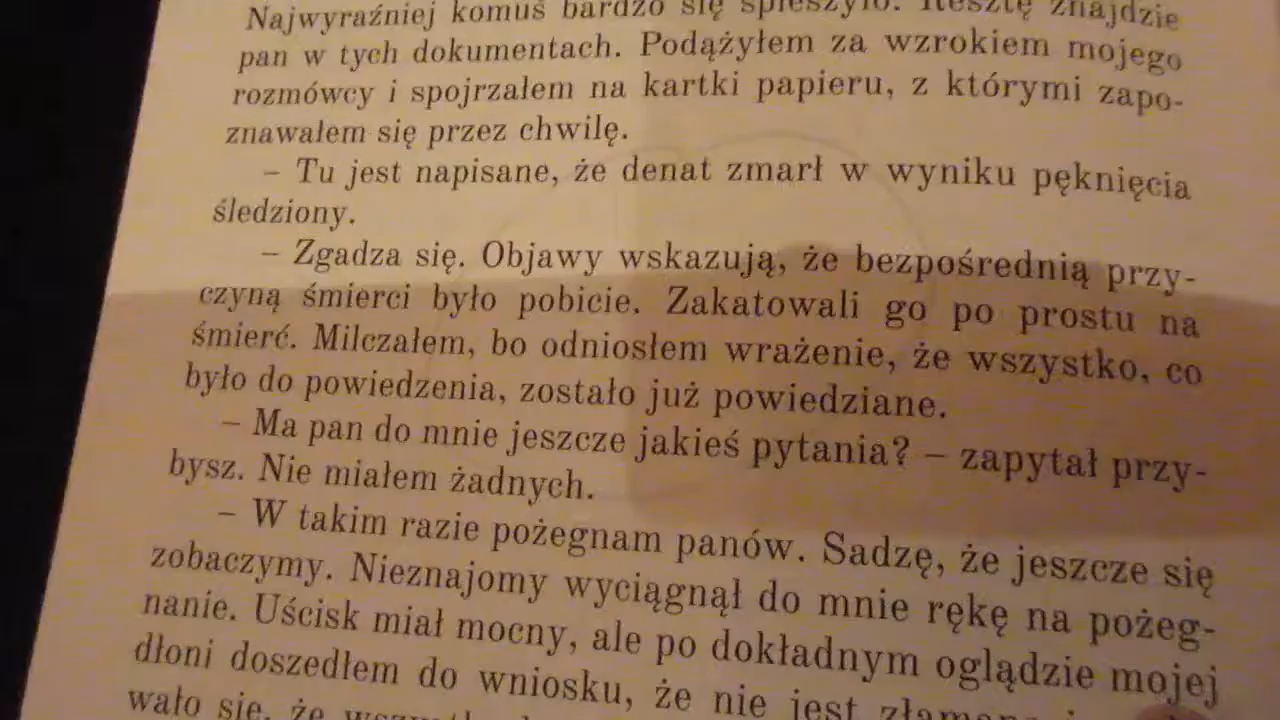 Najwyraźniej komuś bardzo się spieszyło. Resztę znajdzie
pan w tych dokumentach. Podążyłem za wzrokiem mojego
rozmówcy i spojrzałem na kartki papieru, z którymi zapo-
znawałem się przez chwilę.
– Tu jest napisane, że denat zmarł w wyniku pęknięcia
śledziony.
– Zgadza się. Objawy wskazują, że bezpośrednią przy-
czyną śmierci było pobicie. Zakatowali go po prostu na
śmierć. Milczałem, bo odniosłem wrażenie, że wszystko, co
było do powiedzenia, zostało już powiedziane.
– Ma pan do mnie jeszcze jakieś pytania? – zapytał przy-
bysz. Nie miałem żadnych.
– W takim razie pożegnam panów. Sadzę, że jeszcze się
zobaczymy. Nieznajomy wyciągnął do mnie rękę na pożeg-
nanie. Uścisk miał mocny, ale po dokładnym oglądzie mojej
dłoni doszedłem do wniosku, że nie jest
wało się, że